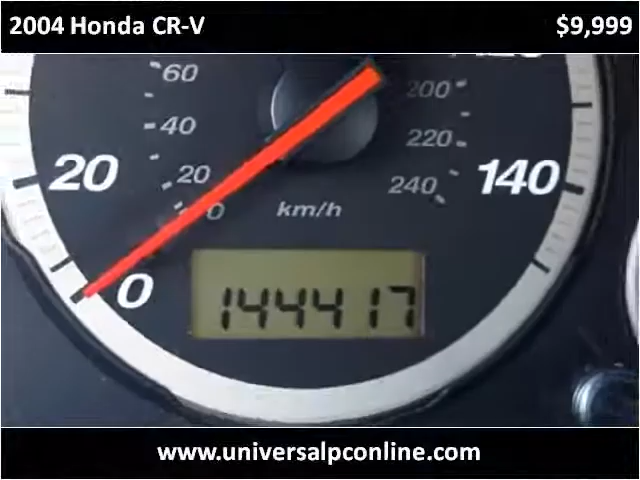 2004 Honda CR-V $9,999
60 200
40 220
20 20 240 140
0 km/h
0
144417
www.universalpconline.com